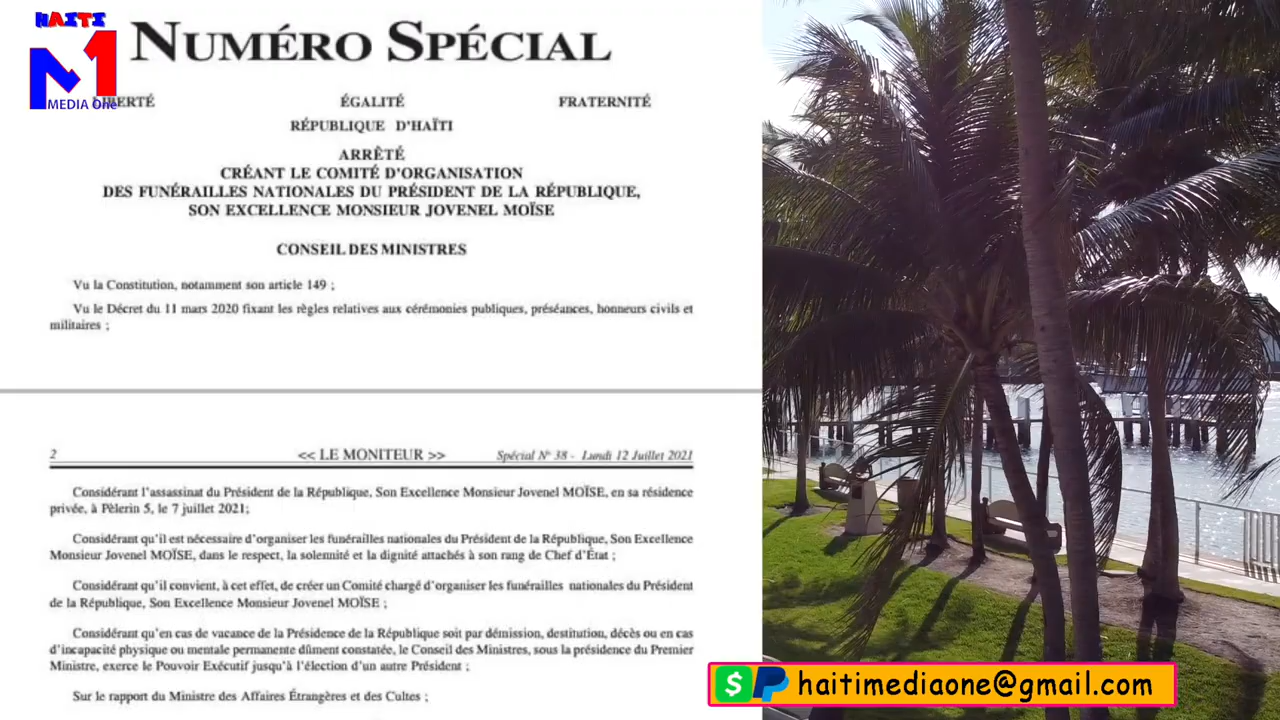 HAITI
M1
MEDIA One
NUMÉRO SPÉCIAL
LIBERTÉ ÉGALITÉ FRATERNITÉ
RÉPUBLIQUE D'HAÏTI
ARRÊTÉ
CRÉANT LE COMITÉ D'ORGANISATION
DES FUNÉRAILLES NATIONALES DU PRÉSIDENT DE LA RÉPUBLIQUE,
SON EXCELLENCE MONSIEUR JOVENEL MOÏSE
CONSEIL DES MINISTRES
Vu la Constitution, notamment son article 149 ;
Vu le Décret du 11 mars 2020 fixant les règles relatives aux cérémonies publiques, préséances, honneurs civils et
militaires ;
2 << LE MONITEUR >> Spécial N° 38 - Lundi 12 Juillet 2021
Considérant l'assassinat du Président de la République, Son Excellence Monsieur Jovenel MOÏSE, en sa résidence
privée, à Pèlerin 5, le 7 juillet 2021;
Considérant qu'il est nécessaire d'organiser les funérailles nationales du Président de la République, Son Excellence
Monsieur Jovenel MOÏSE, dans le respect, la solennité et la dignité attachés à son rang de Chef d'État ;
Considérant qu'il convient, à cet effet, de créer un Comité chargé d'organiser les funérailles nationales du Président
de la République, Son Excellence Monsieur Jovenel MOÏSE ;
Considérant qu'en cas de vacance de la Présidence de la République soit par démission, destitution, décès ou en cas
d'incapacité physique ou mentale permanente dûment constatée, le Conseil des Ministres, sous la présidence du Premier
Ministre, exerce le Pouvoir Exécutif jusqu'à l'élection d'un autre Président ;
Sur le rapport du Ministre des Affaires Étrangères et des Cultes ;
$ P haitimediaone@gmail.com